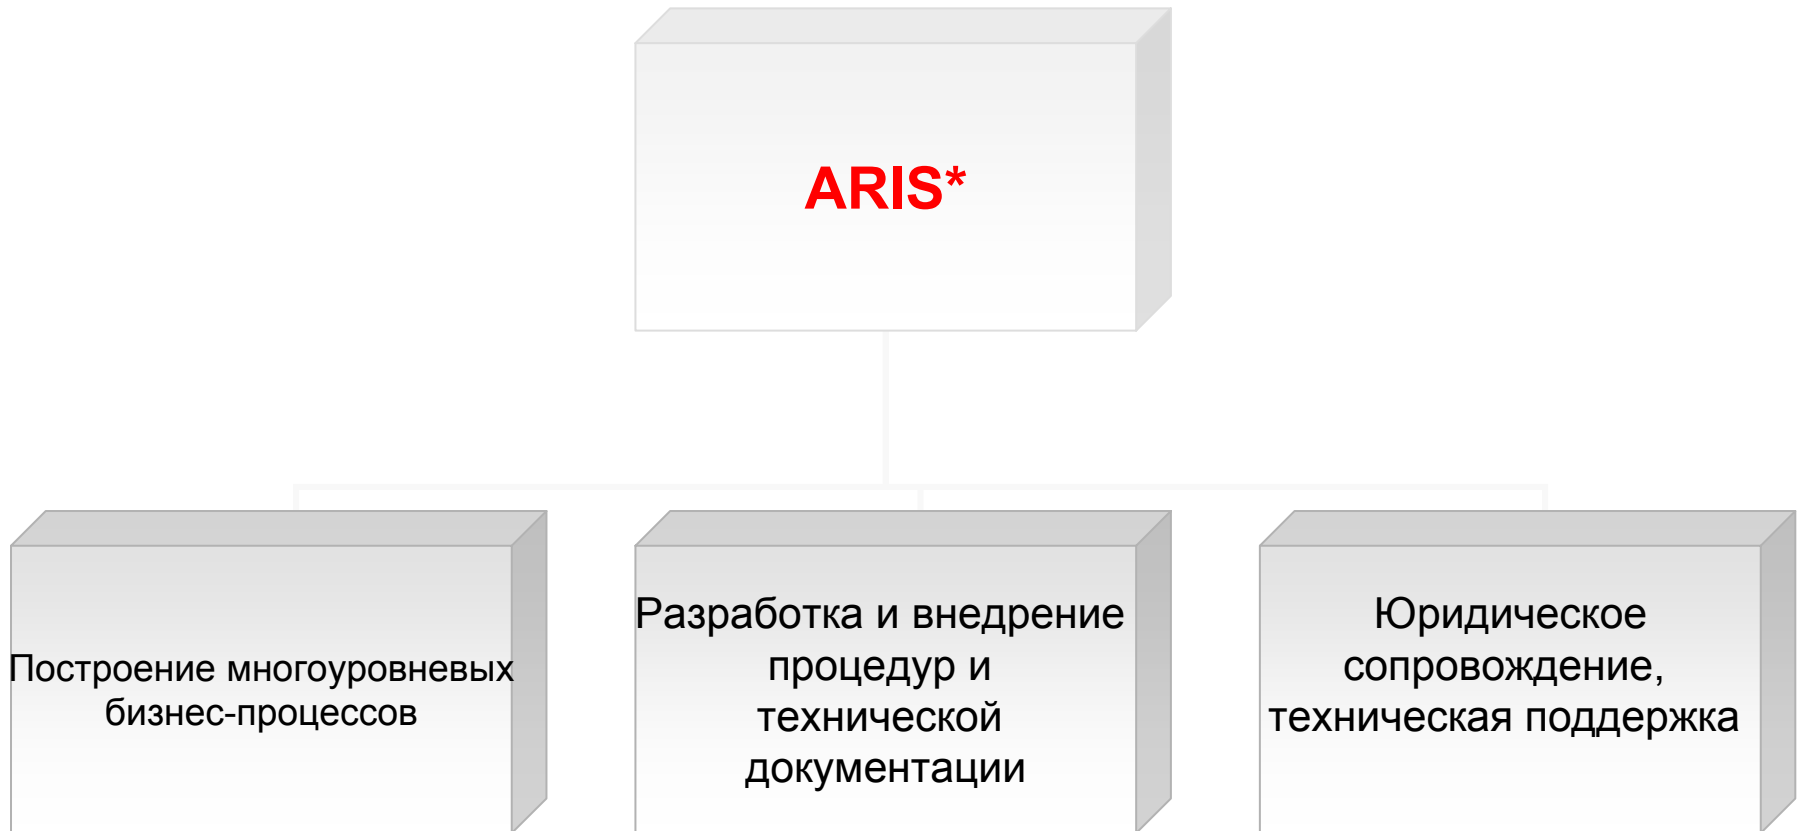 ARIS*
Построение многоуровневых
бизнес-процессов
Разработка и внедрение
процедур и
технической
документации
Юридическое
сопровождение,
техническая поддержка